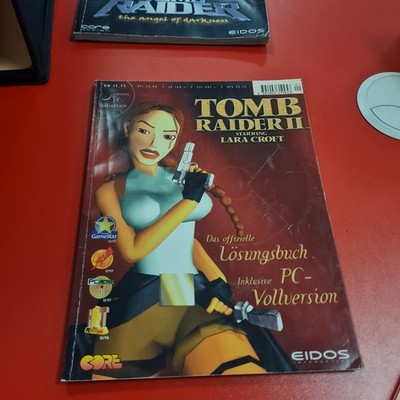 RAIDER
the angel of darkness
CORE
EIDOS
TOMB
RAIDER II
STARRING
LARA CROFT
GameStar
Das offizielle
Lösungsbuch
Inklusive PC-
Vollversion
CORE
EIDOS